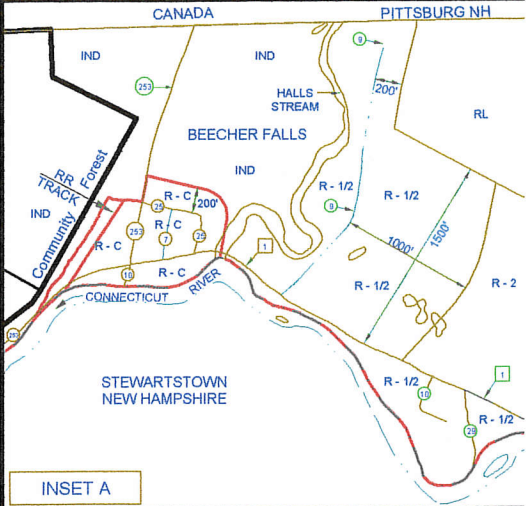 CANADA
PITTSBURG NH
IND
IND
9
253
HALLS
STREAM
200'
RL
BEECHER FALLS
IND
RR
TRACK
Community Forest
IND
R - C
200'
25
R - C
R - C
253
7
25
R - C
10
R - 1/2
R - 1/2
9
1000'
1500'
1
R - 2
CONNECTICUT RIVER
R - 1/2
253
STEWARTSTOWN
NEW HAMPSHIRE
R - 1/2
10
1
R - 1/2
29
INSET A